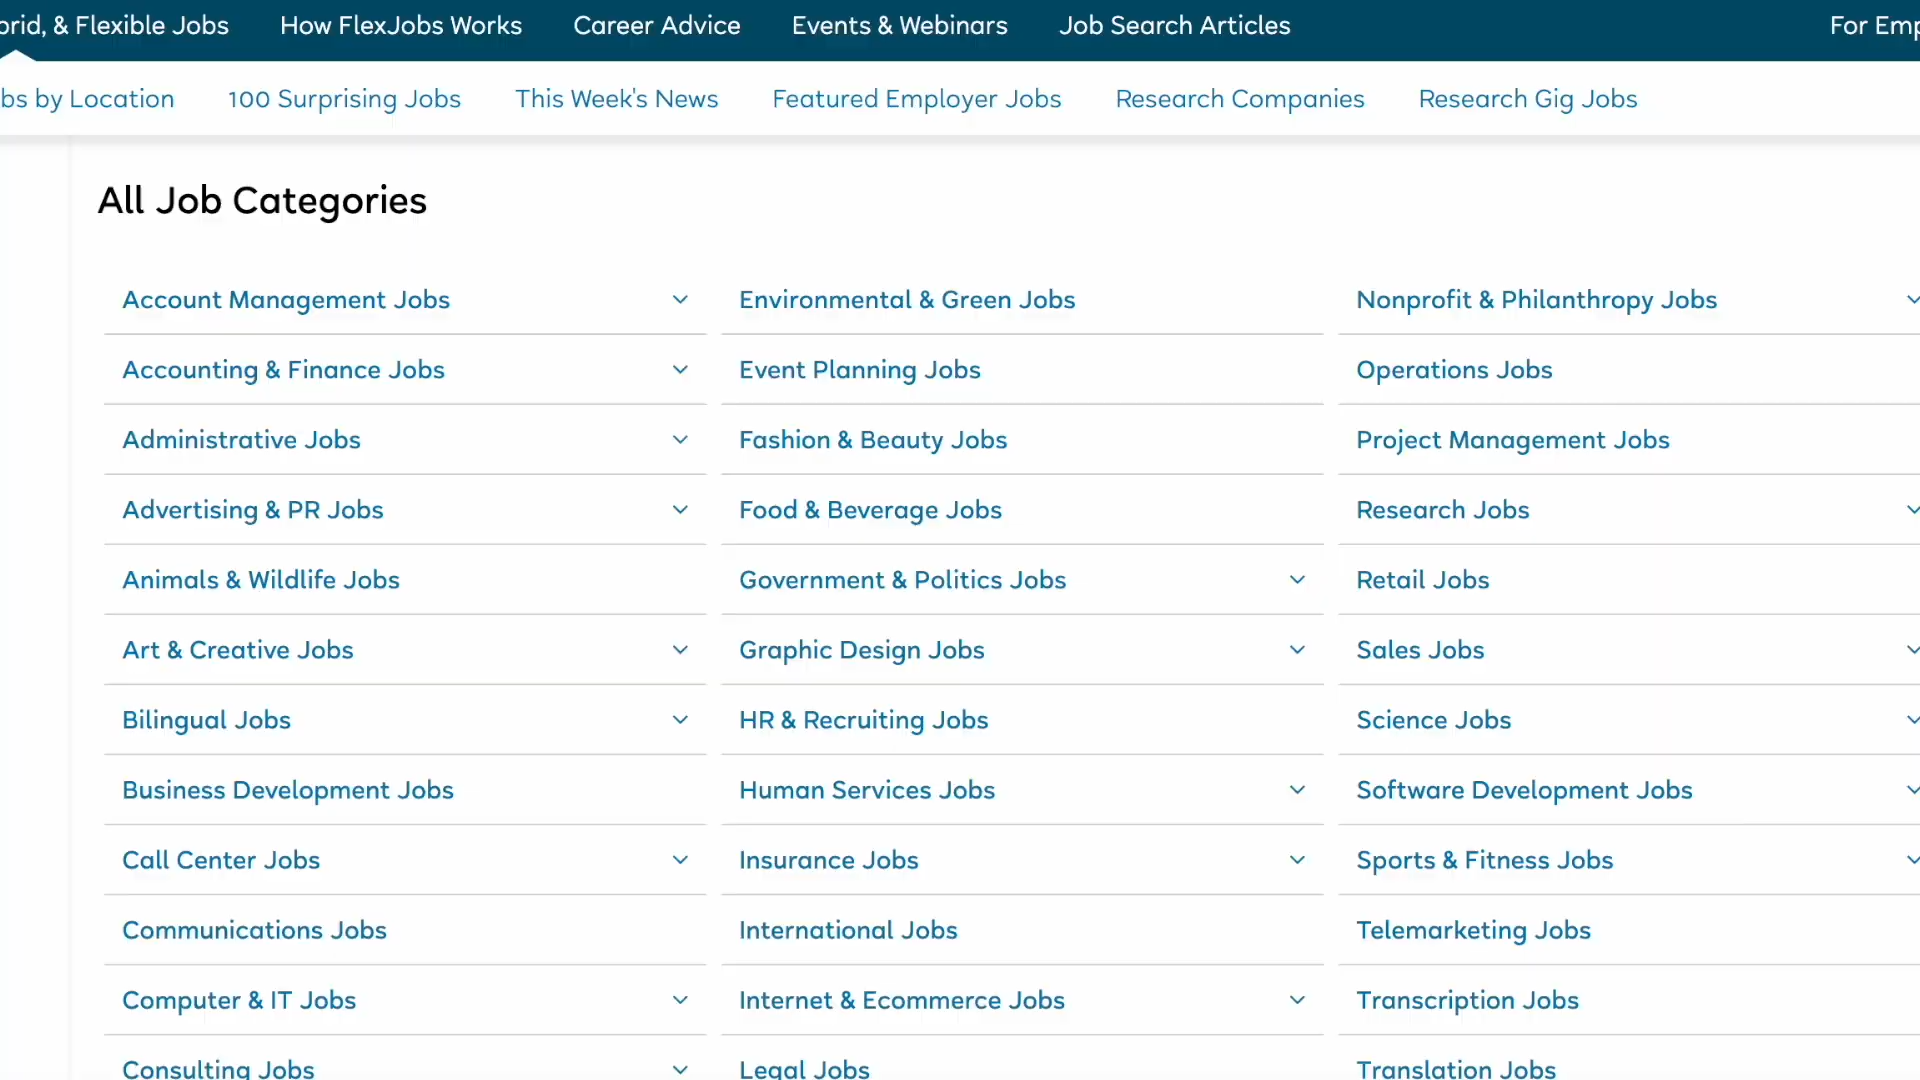 & Flexible Jobs How FlexJobs Works Career Advice Events & Webinars Job Search Articles For
by Location 100 Surprising Jobs This Week's News Featured Employer Jobs Research Companies Research Gig Jobs
All Job Categories
Account Management Jobs
Accounting & Finance Jobs
Administrative Jobs
Advertising & PR Jobs
Animals & Wildlife Jobs
Art & Creative Jobs
Bilingual Jobs
Business Development Jobs
Call Center Jobs
Communications Jobs
Computer & IT Jobs
Consulting Jobs
Environmental & Green Jobs
Event Planning Jobs
Fashion & Beauty Jobs
Food & Beverage Jobs
Government & Politics Jobs
Graphic Design Jobs
HR & Recruiting Jobs
Human Services Jobs
Insurance Jobs
International Jobs
Internet & Ecommerce Jobs
Legal Jobs
Nonprofit & Philanthropy Jobs
Operations Jobs
Project Management Jobs
Research Jobs
Retail Jobs
Sales Jobs
Science Jobs
Software Development Jobs
Sports & Fitness Jobs
Telemarketing Jobs
Transcription Jobs
Translation Jobs